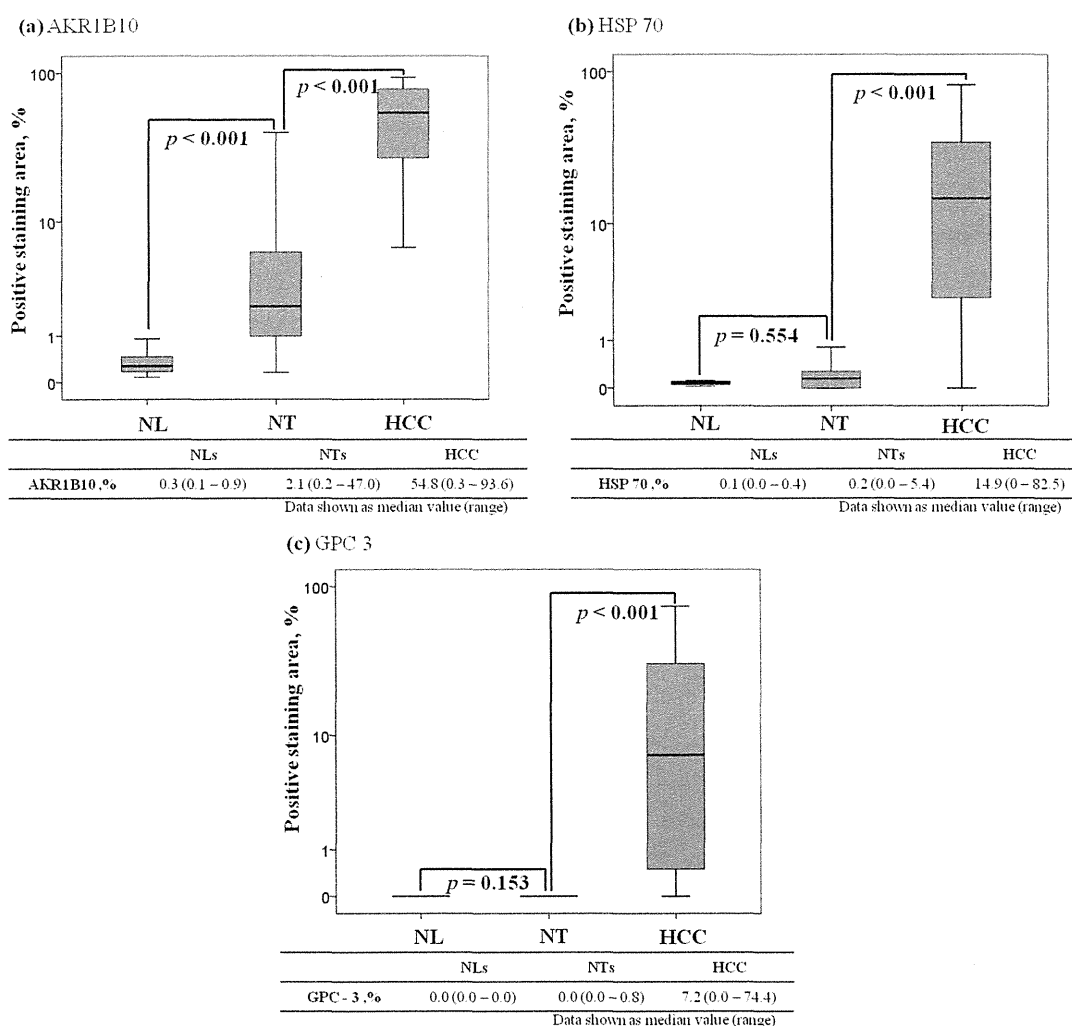 (a) AKR1B10
Positive staining area, %
100
10
1
0
p < 0.001
p < 0.001
NL NT HCC
NLs NTs HCC
AKR1B10,% 0.3 (0.1 – 0.9) 2.1 (0.2 – 47.0) 54.8 (0.3 – 93.6)
Data shown as median value (range)
(b) HSP 70
Positive staining area, %
100
10
1
0
p < 0.001
p = 0.554
NL NT HCC
NLs NTs HCC
HSP 70,% 0.1 (0.0 – 0.4) 0.2 (0.0 – 5.4) 14.9 (0 – 82.5)
Data shown as median value (range)
(c) GPC 3
Positive staining area, %
100
10
1
0
p < 0.001
p = 0.153
NL NT HCC
NLs NTs HCC
GPC - 3,% 0.0 (0.0 – 0.0) 0.0 (0.0 – 0.8) 7.2 (0.0 – 74.4)
Data shown as median value (range)